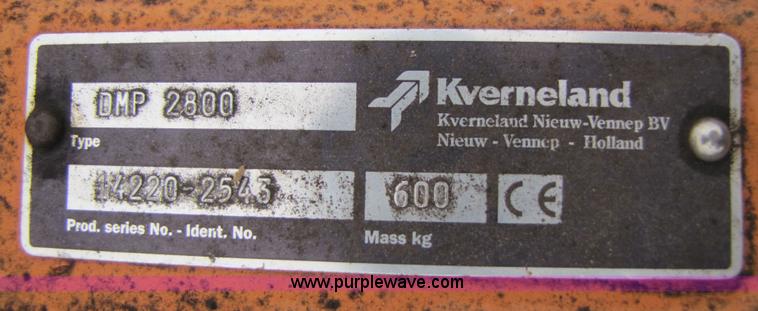 DMP 2800
Type
Kverneland
Kverneland Nieuw-Vennep BV
Nieuw - Vennep - Holland
14220-2543
Prod. series No. - Ident. No.
600
Mass kg
CE
www.purplewave.com